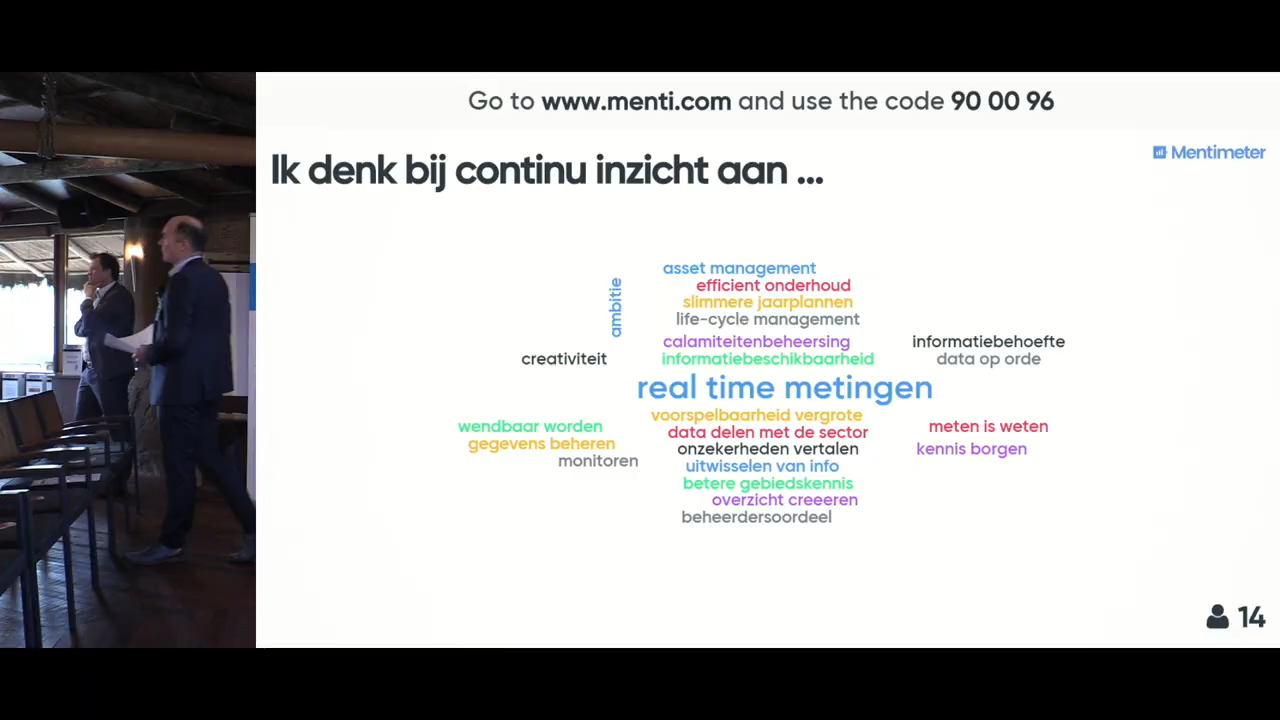 Go to www.menti.com and use the code 90 00 96
Mentimeter
Ik denk bij continu inzicht aan ...
asset management
ambitie
efficient onderhoud
slimmere jaarplannen
life-cycle management
calamiteitenbeheersing
informatiebehoefte
creativiteit
informatiebeschikbaarheid
data op orde
real time metingen
voorspelbaarheid vergrote
wendbaar worden
data delen met de sector
meten is weten
gegevens beheren
onzekerheden vertalen
kennis borgen
monitoren
uitwisselen van info
betere gebiedskennis
overzicht creeeren
beheerdersoordeel
14